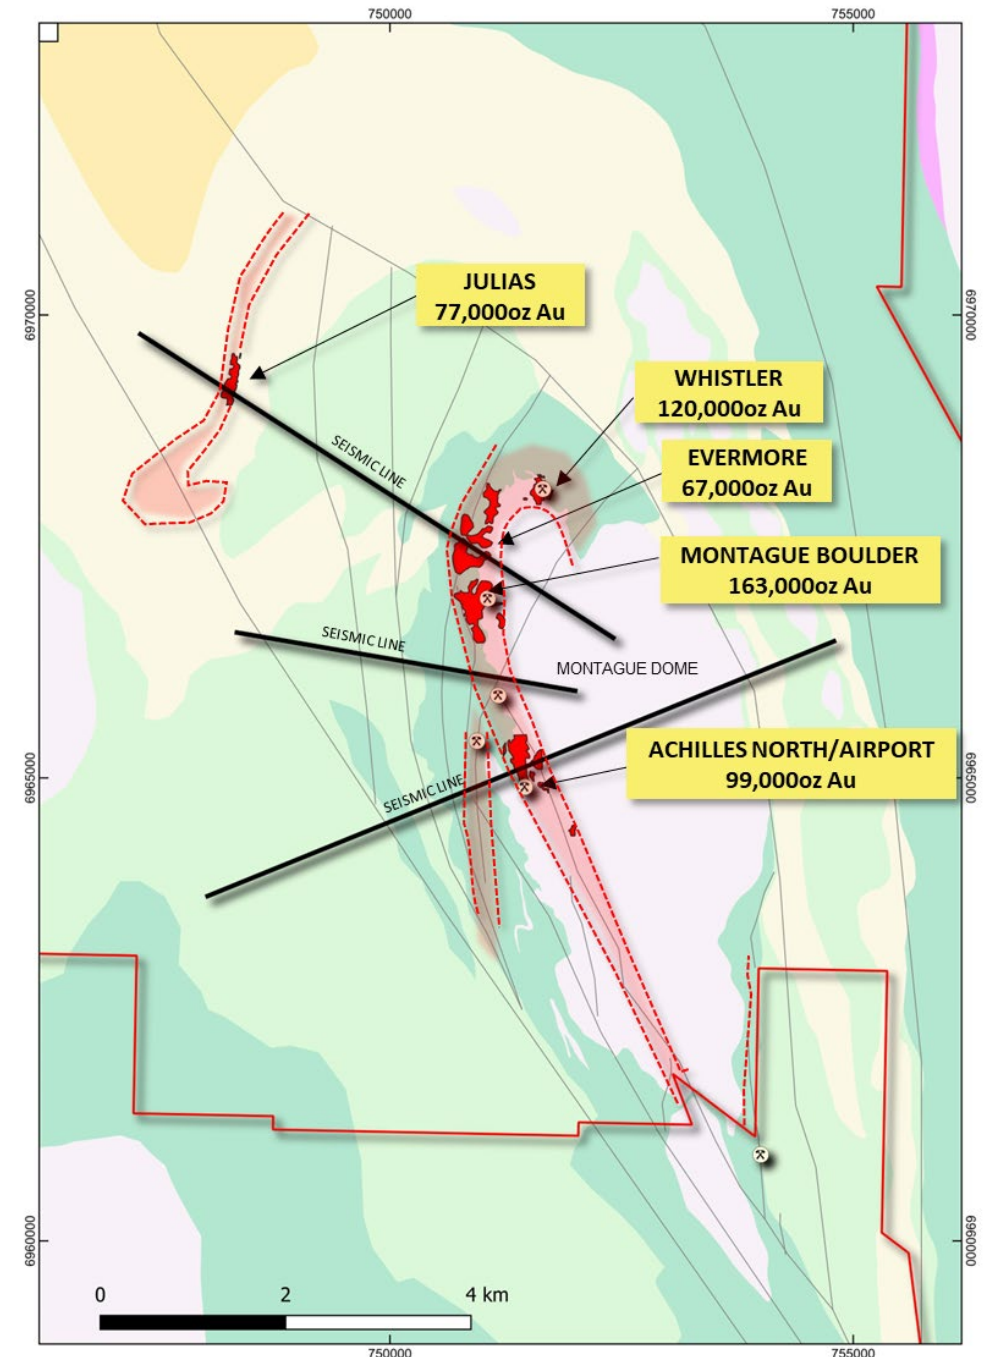 750000
755000
JULIAS
77,000oz Au
6970000
6970000
WHISTLER
120,000oz Au
SEISMIC LINE
EVERMORE
67,000oz Au
MONTAGUE BOULDER
163,000oz Au
SEISMIC LINE
MONTAGUE DOME
ACHILLES NORTH/AIRPORT
99,000oz Au
6965000
6965000
SEISMIC LINE
6960000
6960000
0
2
4 km
750000
755000